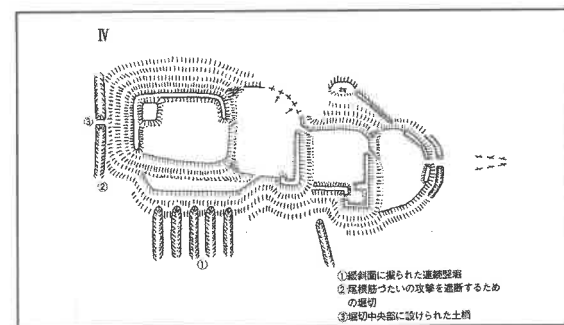 Ⅳ
③
②
①
①緩斜面に掘られた連続竪堀
②尾根筋づたいの攻撃を遮断するため
の堀切
③堀切中央部に設けられた土橋